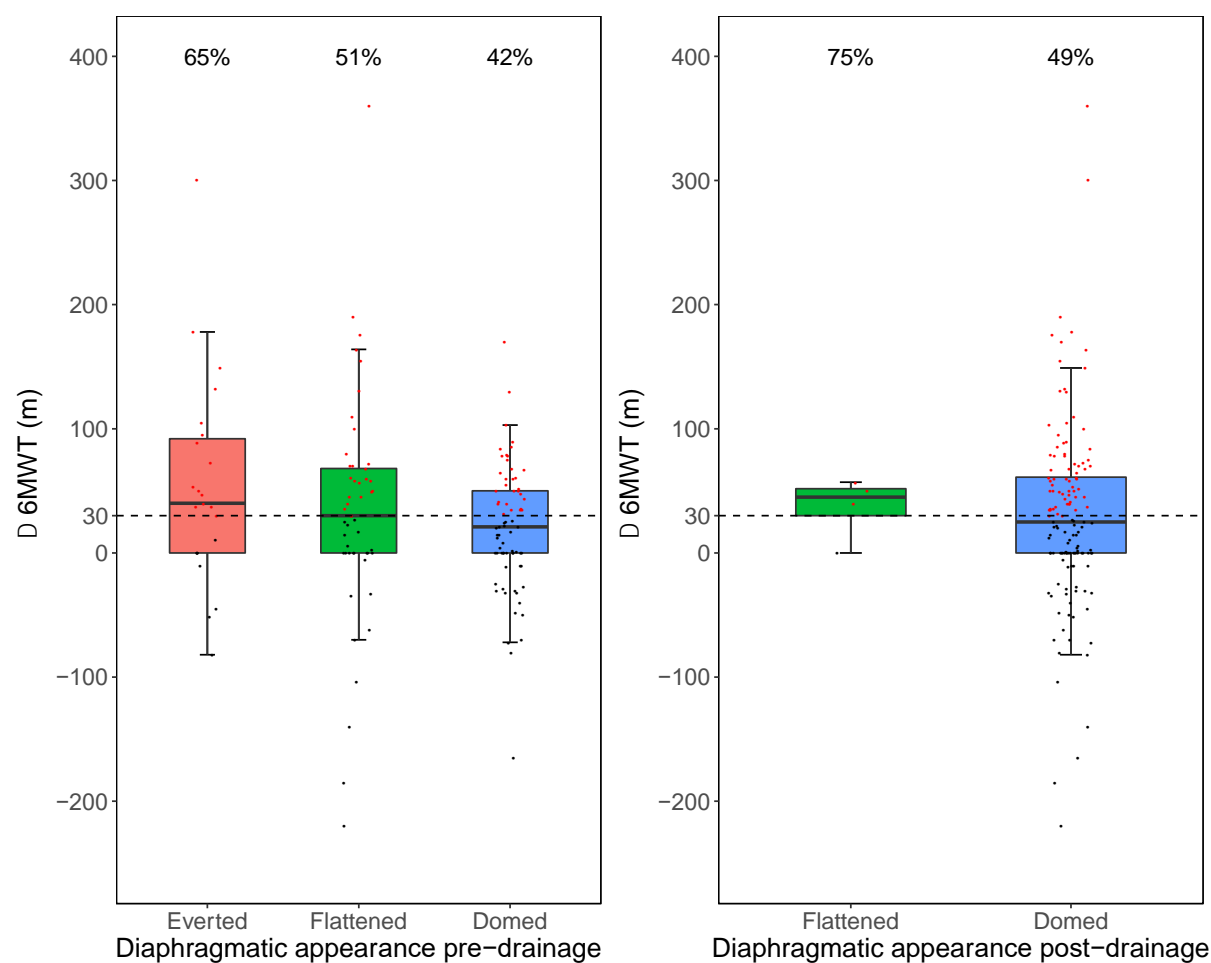 65% 51% 42%
400
300
200
100
30
0
−100
−200
D 6MWT (m)
Everted Flattened Domed
Diaphragmatic appearance pre−drainage
75% 49%
400
300
200
100
30
0
−100
−200
D 6MWT (m)
Flattened Domed
Diaphragmatic appearance post−drainage